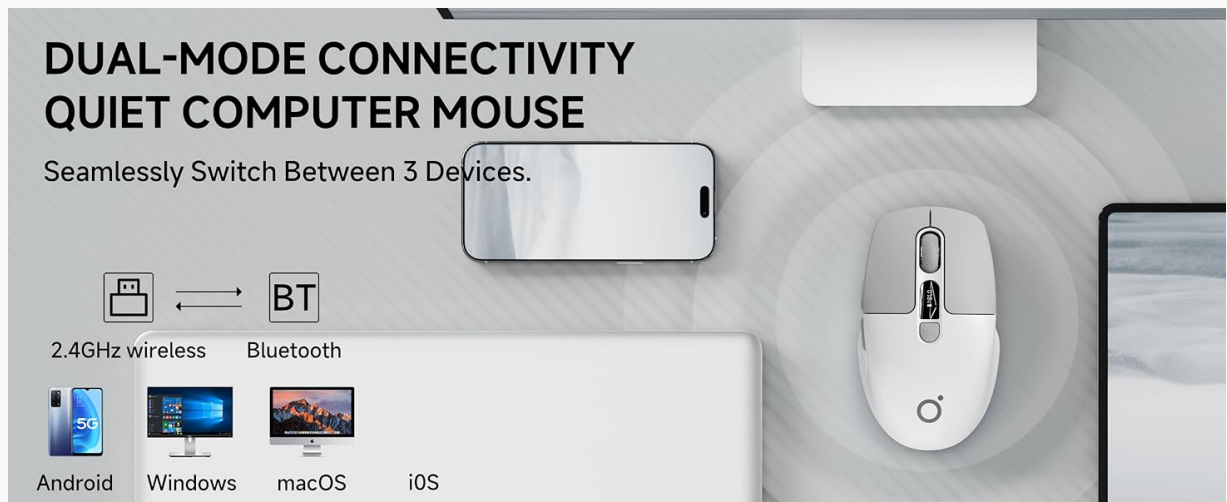 DUAL-MODE CONNECTIVITY
QUIET COMPUTER MOUSE
Seamlessly Switch Between 3 Devices.
BT
2.4GHz wireless Bluetooth
5G
Android Windows macOS iOS